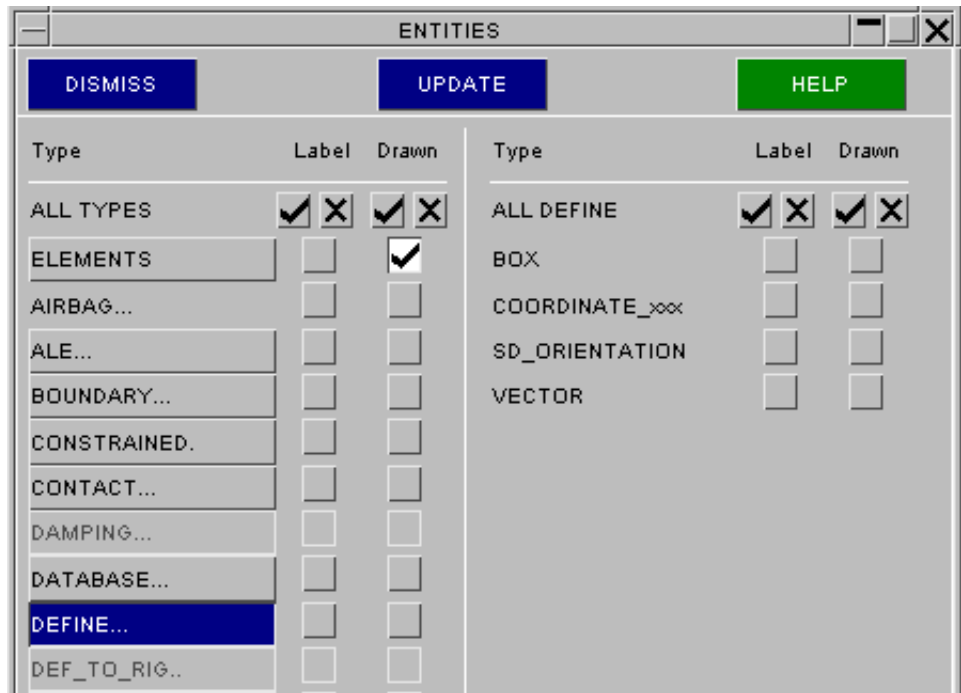 ENTITIES
DISMISS UPDATE HELP
Type Label Drawn Type Label Drawn
ALL TYPES ALL DEFINE
ELEMENTS BOX
AIRBAG... COORDINATE_xxx
ALE... SD_ORIENTATION
BOUNDARY... VECTOR
CONSTRAINED.
CONTACT...
DAMPING...
DATABASE...
DEFINE...
DEF_TO_RIG..